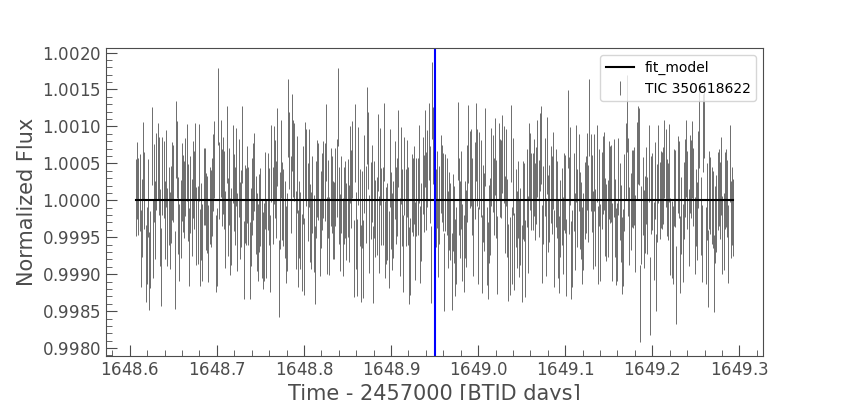 1.0020
1.0015
1.0010
1.0005
1.0000
0.9995
0.9990
0.9985
0.9980
Normalized Flux
fit_model
TIC 350618622
1648.6 1648.7 1648.8 1648.9 1649.0 1649.1 1649.2 1649.3
Time - 2457000 [BTJD days]